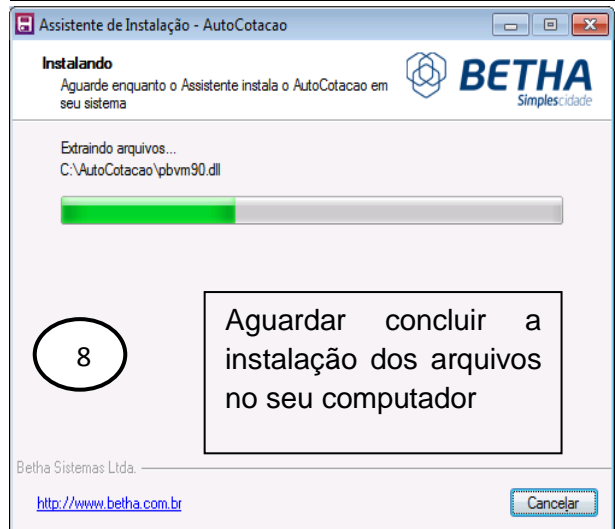 Assistente de Instalação - AutoCotacao
Instalando
Aguarde enquanto o Assistente instala o AutoCotacao em
seu sistema
BETHA
Simplescidade
Extraindo arquivos...
C:\AutoCotacao\pbvm90.dll
8
Aguardar concluir a
instalação dos arquivos
no seu computador
Betha Sistemas Ltda.
http://www.betha.com.br
Cancelar